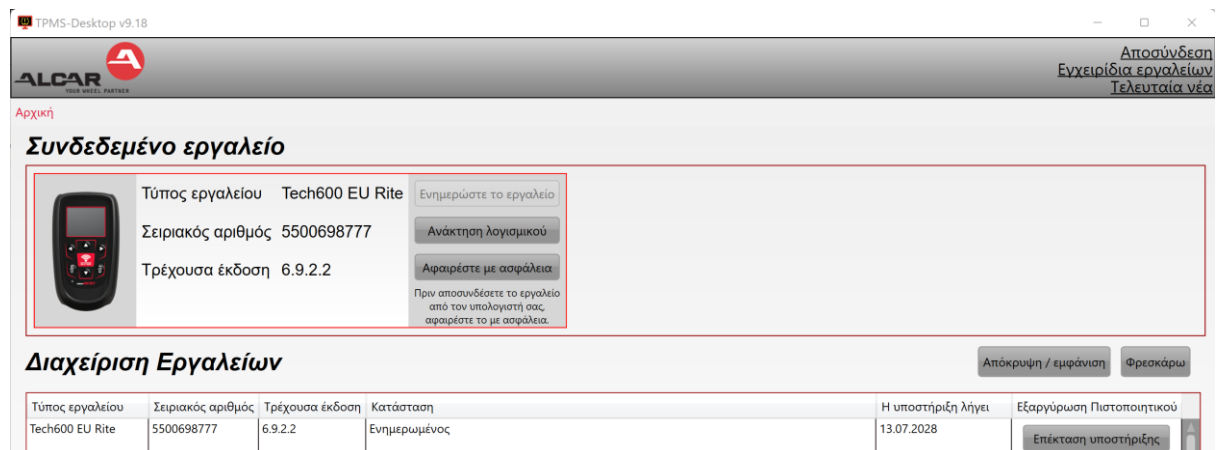 TPMS-Desktop v9.18
ALCAR
YOUR WHEEL PARTNER
Αποσύνδεση
Εγχειρίδια εργαλείων
Τελευταία νέα
Αρχική
Συνδεδεμένο εργαλείο
Τύπος εργαλείου Tech600 EU Rite Ενημερώστε το εργαλείο
Σειριακός αριθμός 5500698777 Ανάκτηση λογισμικού
Τρέχουσα έκδοση 6.9.2.2 Αφαιρέστε με ασφάλεια
Πριν αποσυνδέσετε το εργαλείο
από τον υπολογιστή σας,
αφαιρέστε το με ασφάλεια.
Διαχείριση Εργαλείων Απόκρυψη / εμφάνιση Φρεσκάρω
Τύπος εργαλείου Σειριακός αριθμός Τρέχουσα έκδοση Κατάσταση Η υποστήριξη λήγει Εξαργύρωση Πιστοποιητικού
Tech600 EU Rite 5500698777 6.9.2.2 Ενημερωμένος 13.07.2028 Επέκταση υποστήριξης